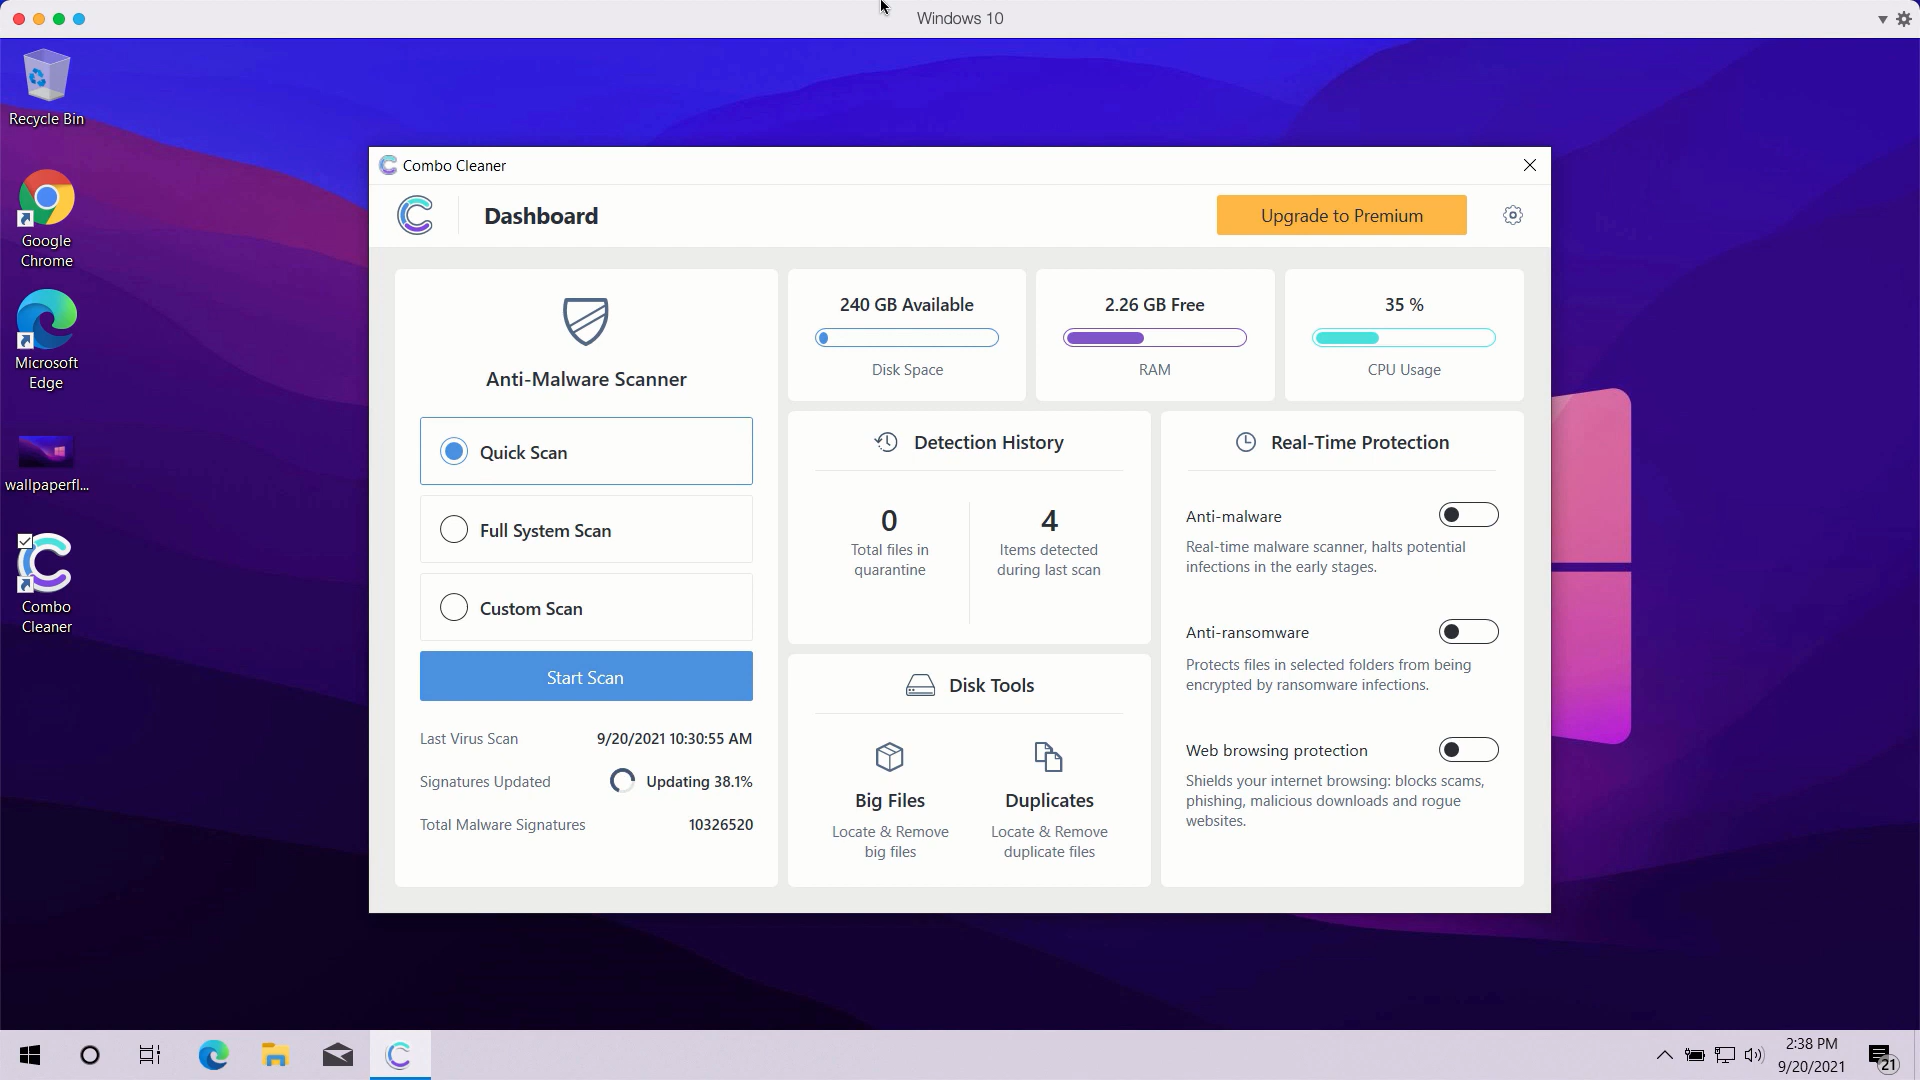 Windows 10
Recycle Bin
Google
Chrome
Microsoft
Edge
wallpaperfl...
Combo
Cleaner
Combo Cleaner
Dashboard
Upgrade to Premium
Anti-Malware Scanner
Quick Scan
Full System Scan
Custom Scan
Start Scan
Last Virus Scan 9/20/2021 10:30:55 AM
Signatures Updated Updating 38.1%
Total Malware Signatures 10326520
240 GB Available
Disk Space
2.26 GB Free
RAM
35 %
CPU Usage
Detection History
0
Total files in
quarantine
4
Items detected
during last scan
Disk Tools
Big Files
Locate & Remove
big files
Duplicates
Locate & Remove
duplicate files
Real-Time Protection
Anti-malware
Real-time malware scanner, halts potential
infections in the early stages.
Anti-ransomware
Protects files in selected folders from being
encrypted by ransomware infections.
Web browsing protection
Shields your internet browsing: blocks scams,
phishing, malicious downloads and rogue
websites.
2:38 PM
9/20/2021
21